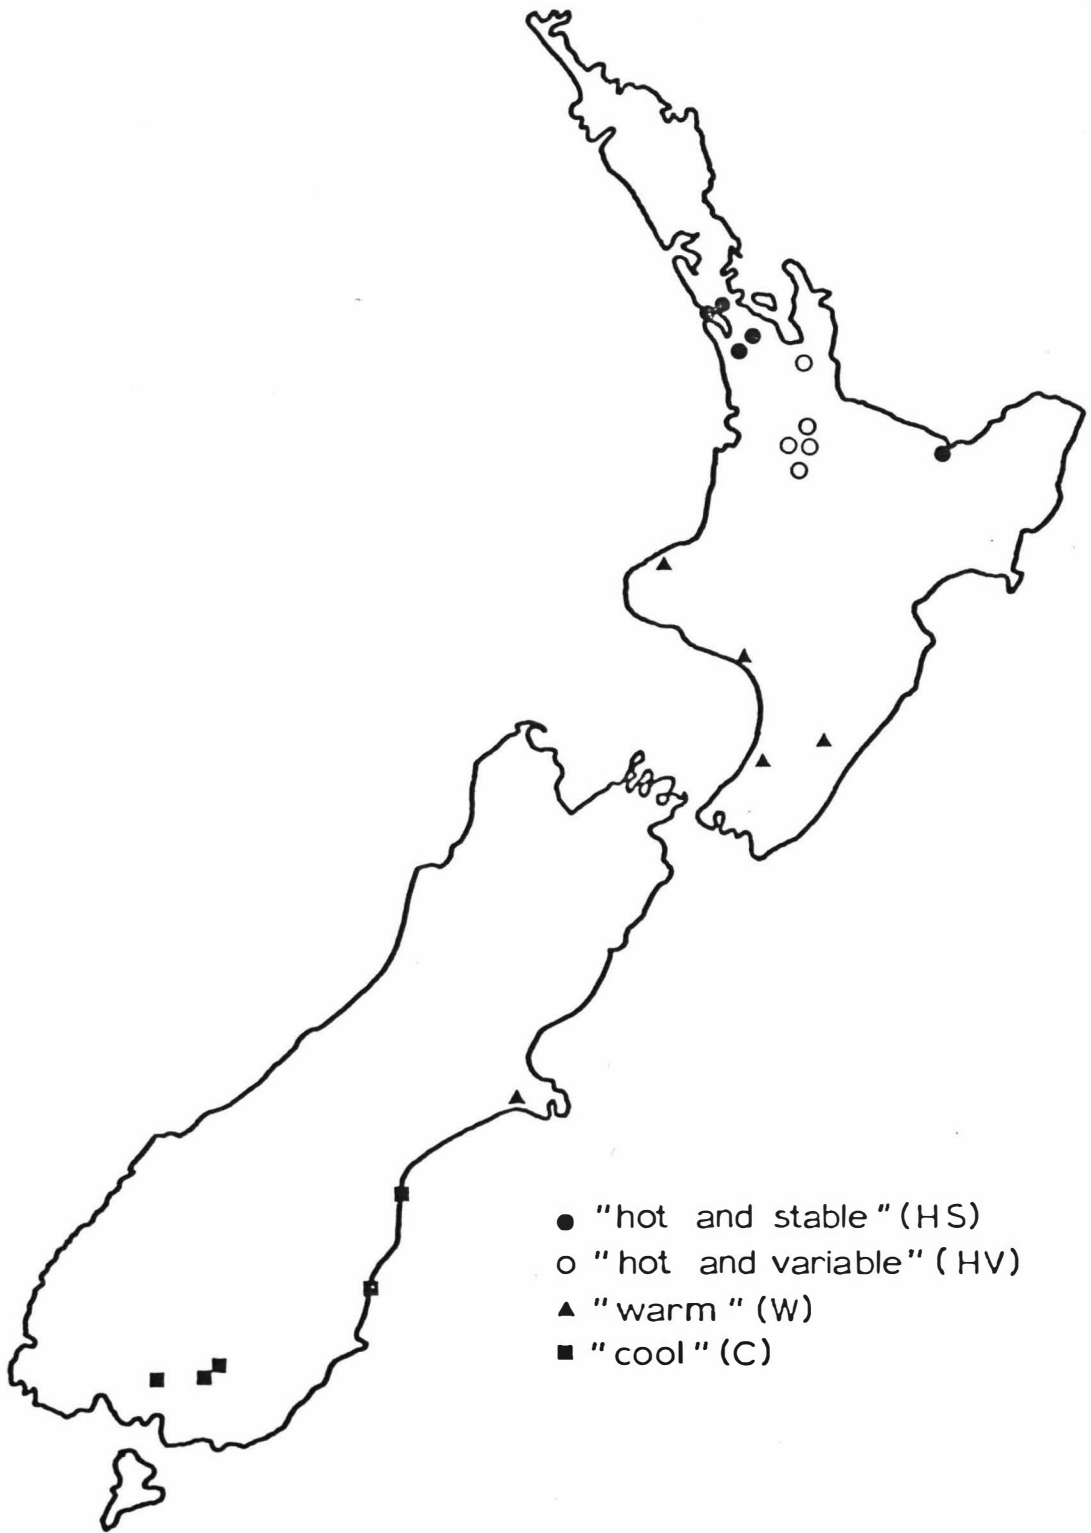 "hot and stable" (HS)
"hot and variable" (HV)
"warm" (W)
"cool" (C)